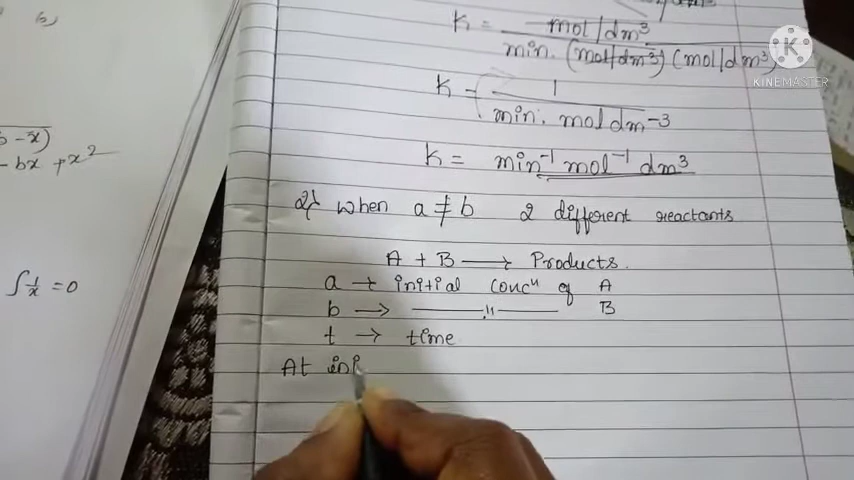 b)
b - x)
- bx + x²
∫ 1/x = 0
K = mol/dm³
min. (mol/dm³) (mol/dm³)
K = 1
min. mol dm-3
K = min-1 mol-1 dm³
2) when a ≠ b 2 different reactants
A + B → Products.
a → initial concn of A
b → —— " —— B
t → time
At ini
KINEMASTER